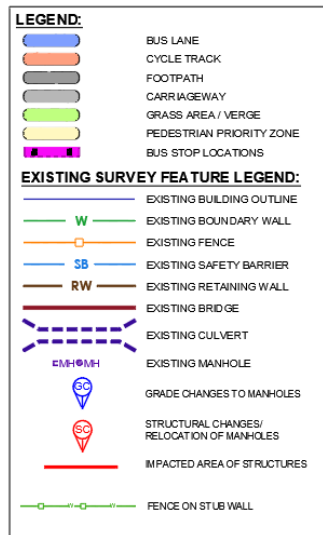 LEGEND:
BUS LANE
CYCLE TRACK
FOOTPATH
CARRIAGEWAY
GRASS AREA / VERGE
PEDESTRIAN PRIORITY ZONE
BUS STOP LOCATIONS
EXISTING SURVEY FEATURE LEGEND:
EXISTING BUILDING OUTLINE
W EXISTING BOUNDARY WALL
EXISTING FENCE
SB EXISTING SAFETY BARRIER
RW EXISTING RETAINING WALL
EXISTING BRIDGE
EXISTING CULVERT
MH MH EXISTING MANHOLE
GC GRADE CHANGES TO MANHOLES
SC STRUCTURAL CHANGES/
RELOCATION OF MANHOLES
IMPACTED AREA OF STRUCTURES
W W FENCE ON STUB WALL